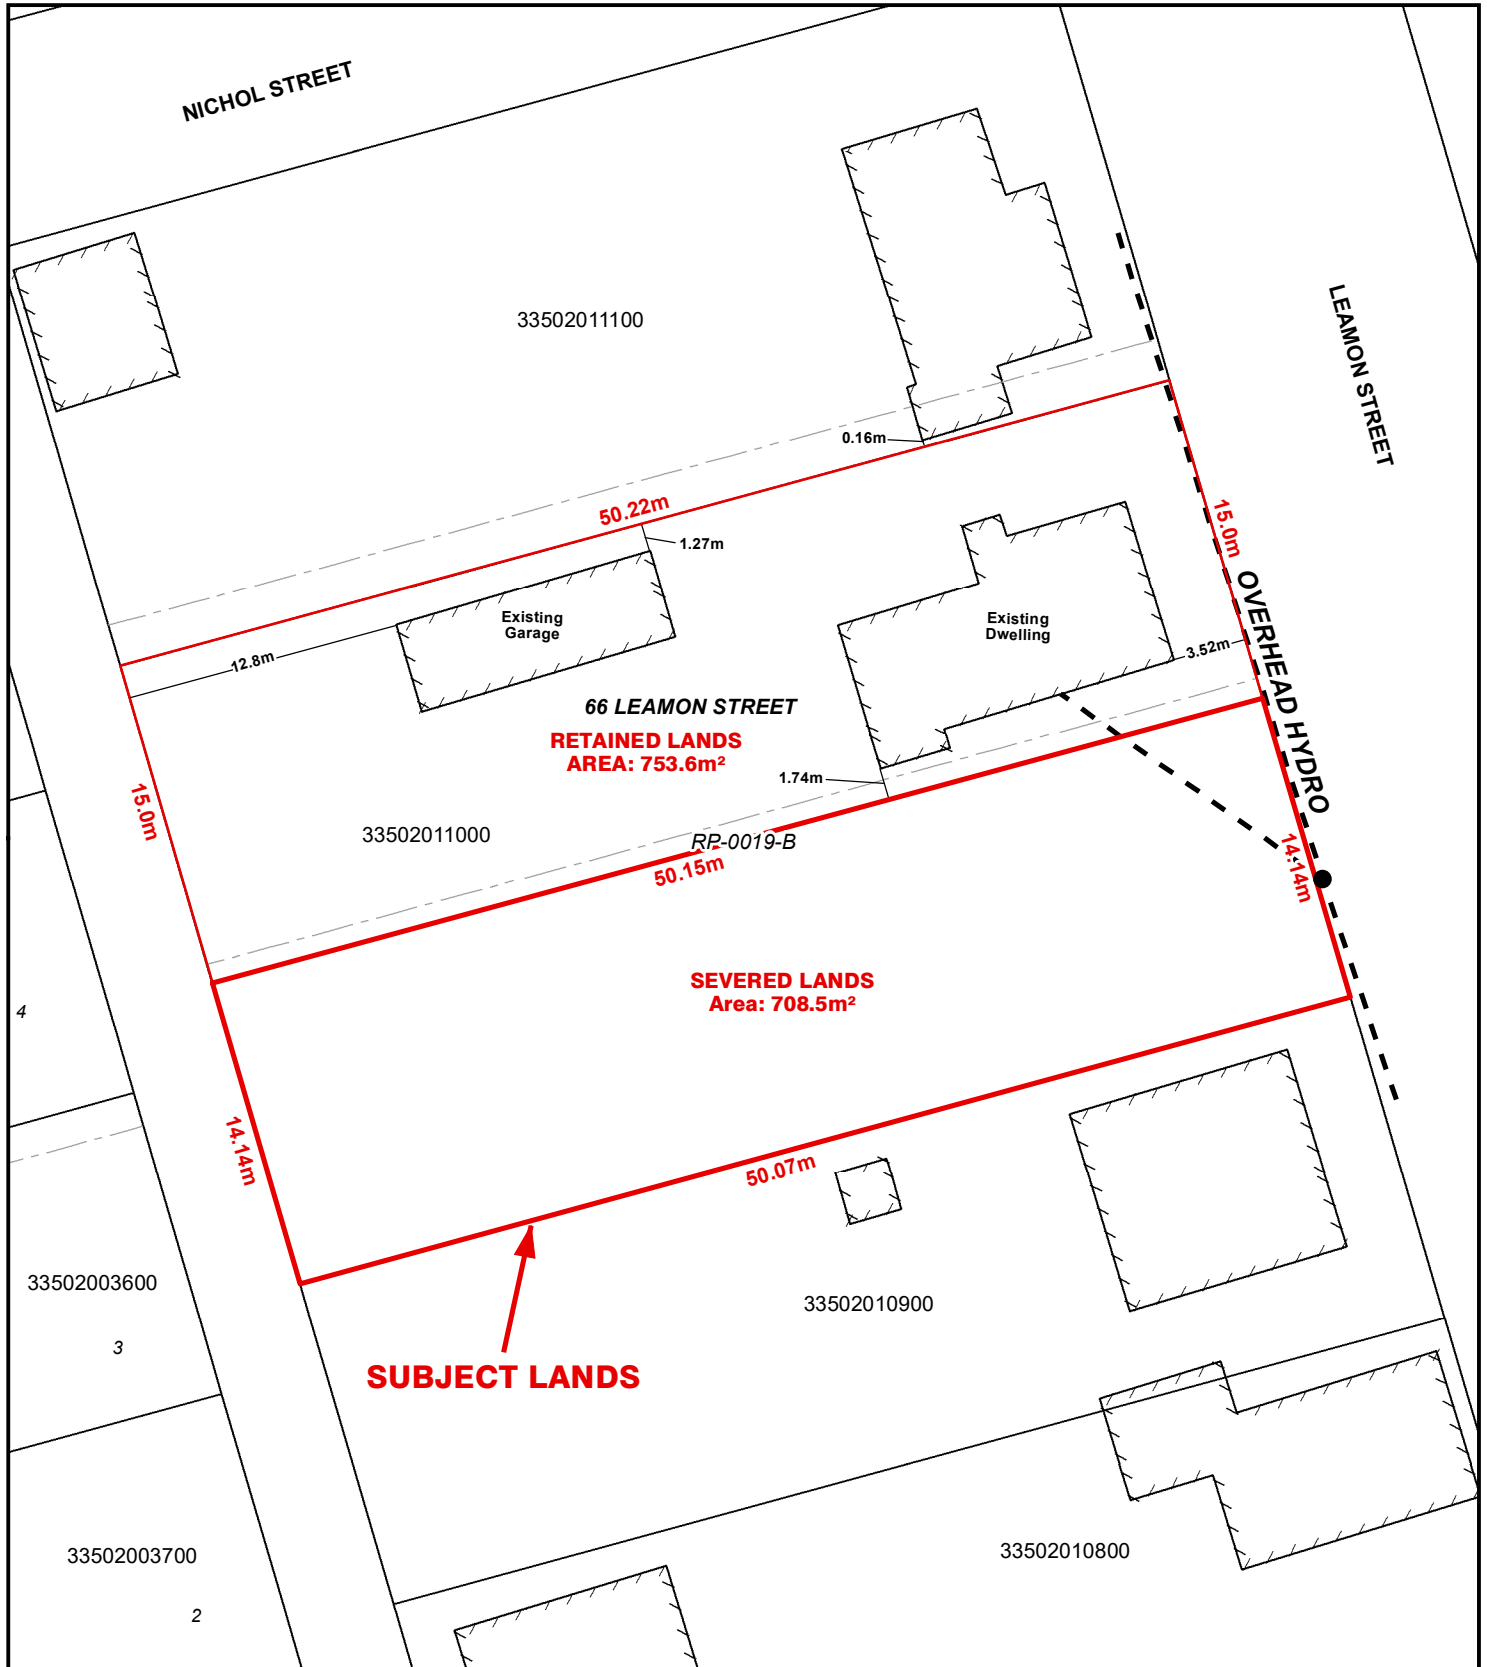 NICHOL STREET
LEAMON STREET
33502011100
0.16m
50.22m
1.27m
15.0m
Existing
Garage
Existing
Dwelling
OVERHEAD HYDRO
12.8m
3.52m
66 LEAMON STREET
RETAINED LANDS
AREA: 753.6m²
1.74m
15.0m
33502011000
RP-0019-B
50.15m
14.14m
SEVERED LANDS
Area: 708.5m²
4
14.14m
50.07m
33502003600
33502010900
3
SUBJECT LANDS
33502003700
33502010800
2